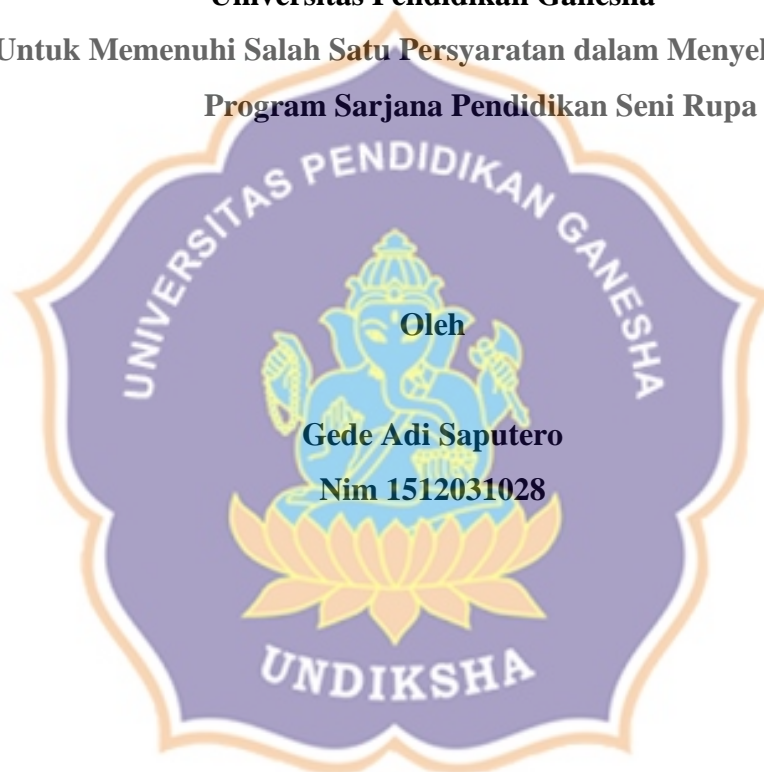 Universitas Pendidikan Ganesha
Untuk Memenuhi Salah Satu Persyaratan dalam
Program Sarjana Pendidikan Seni Rupa
UNIVERSITAS PENDIDIKAN GANESHA
Oleh
Gede Adi Saputero
Nim 1512031028
UNDIKSHA